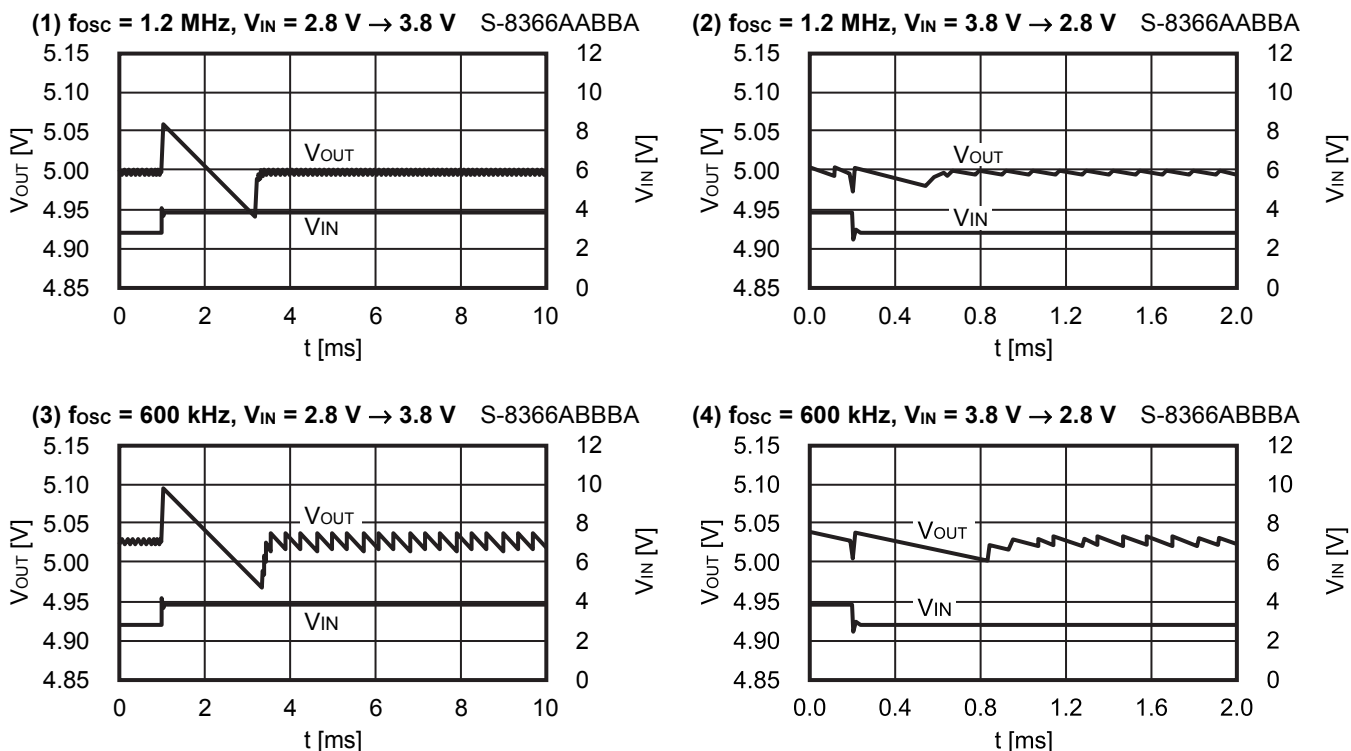 (1) fOSC = 1.2 MHz, VIN = 2.8 V → 3.8 V S-8366AABBA
5.15
5.10
5.05
5.00
4.95
4.90
4.85
VOUT [V]
12
10
8
6
4
2
0
VIN [V]
VOUT
VIN
0 2 4 6 8 10
t [ms]
(2) fOSC = 1.2 MHz, VIN = 3.8 V → 2.8 V S-8366AABBA
5.15
5.10
5.05
5.00
4.95
4.90
4.85
VOUT [V]
12
10
8
6
4
2
0
VIN [V]
VOUT
VIN
0.0 0.4 0.8 1.2 1.6 2.0
t [ms]
(3) fOSC = 600 kHz, VIN = 2.8 V → 3.8 V S-8366ABBBA
5.15
5.10
5.05
5.00
4.95
4.90
4.85
VOUT [V]
12
10
8
6
4
2
0
VIN [V]
VOUT
VIN
0 2 4 6 8 10
t [ms]
(4) fOSC = 600 kHz, VIN = 3.8 V → 2.8 V S-8366ABBBA
5.15
5.10
5.05
5.00
4.95
4.90
4.85
VOUT [V]
12
10
8
6
4
2
0
VIN [V]
VOUT
VIN
0.0 0.4 0.8 1.2 1.6 2.0
t [ms]